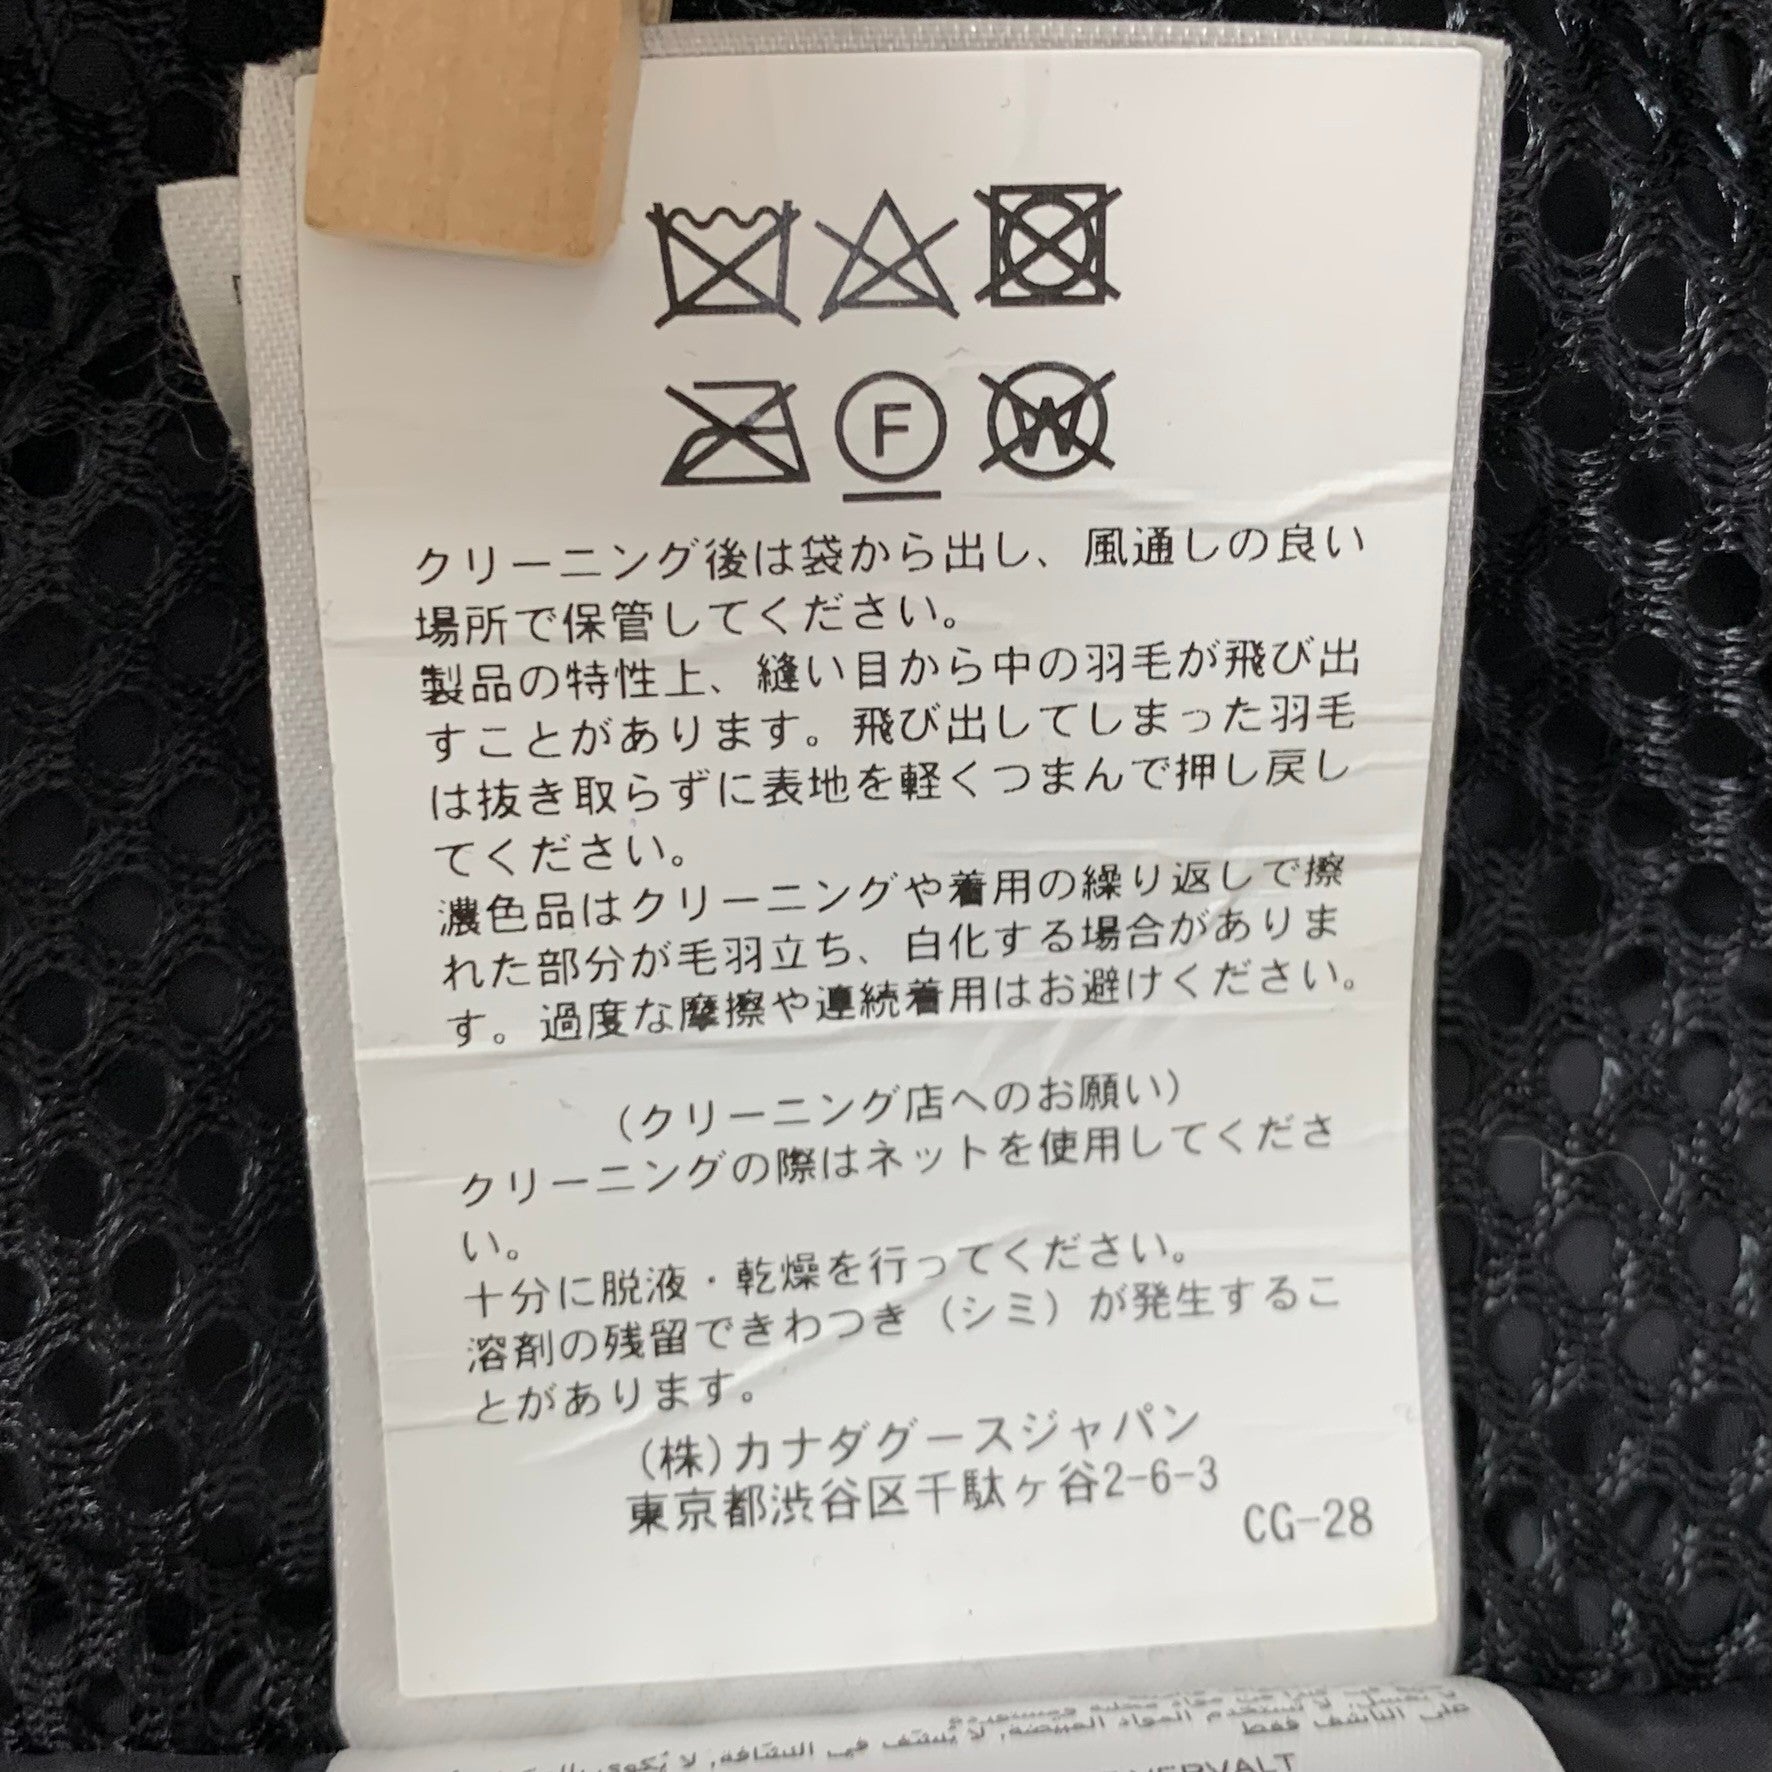 F
W
クリーニング後は袋から出し、風通しの良い
場所で保管してください。
製品の特性上、縫い目から中の羽毛が飛び出
すことがあります。飛び出してしまった羽毛
は抜き取らずに表地を軽くつまんで押し戻し
てください。
濃色品はクリーニングや着用の繰り返しで擦
れた部分が毛羽立ち、白化する場合がありま
す。過度な摩擦や連続着用はお避けください。
(クリーニング店へのお願い)
クリーニングの際はネットを使用してくださ
い。
十分に脱液・乾燥を行ってください。
溶剤の残留できわつき(シミ)が発生するこ
とがあります。
(株)カナダグースジャパン
東京都渋谷区千駄ヶ谷2-6-3
CG-28
على الناشف فقط